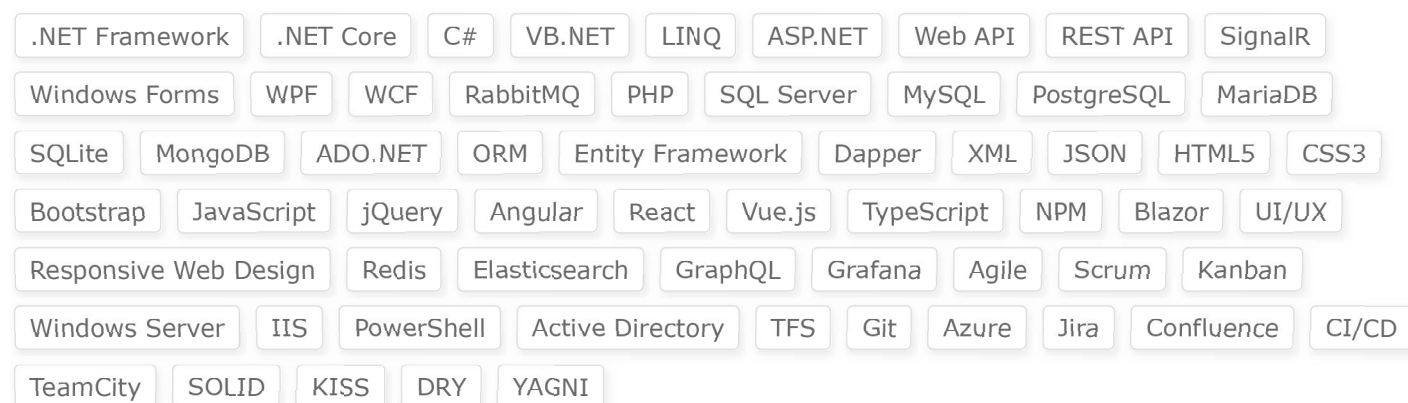 .NET Framework .NET Core C# VB.NET LINQ ASP.NET Web API REST API SignalR
Windows Forms WPF WCF RabbitMQ PHP SQL Server MySQL PostgreSQL MariaDB
SQLite MongoDB ADO.NET ORM Entity Framework Dapper XML JSON HTML5 CSS3
Bootstrap JavaScript jQuery Angular React Vue.js TypeScript NPM Blazor UI/UX
Responsive Web Design Redis Elasticsearch GraphQL Grafana Agile Scrum Kanban
Windows Server IIS PowerShell Active Directory TFS Git Azure Jira Confluence CI/CD
TeamCity SOLID KISS DRY YAGNI